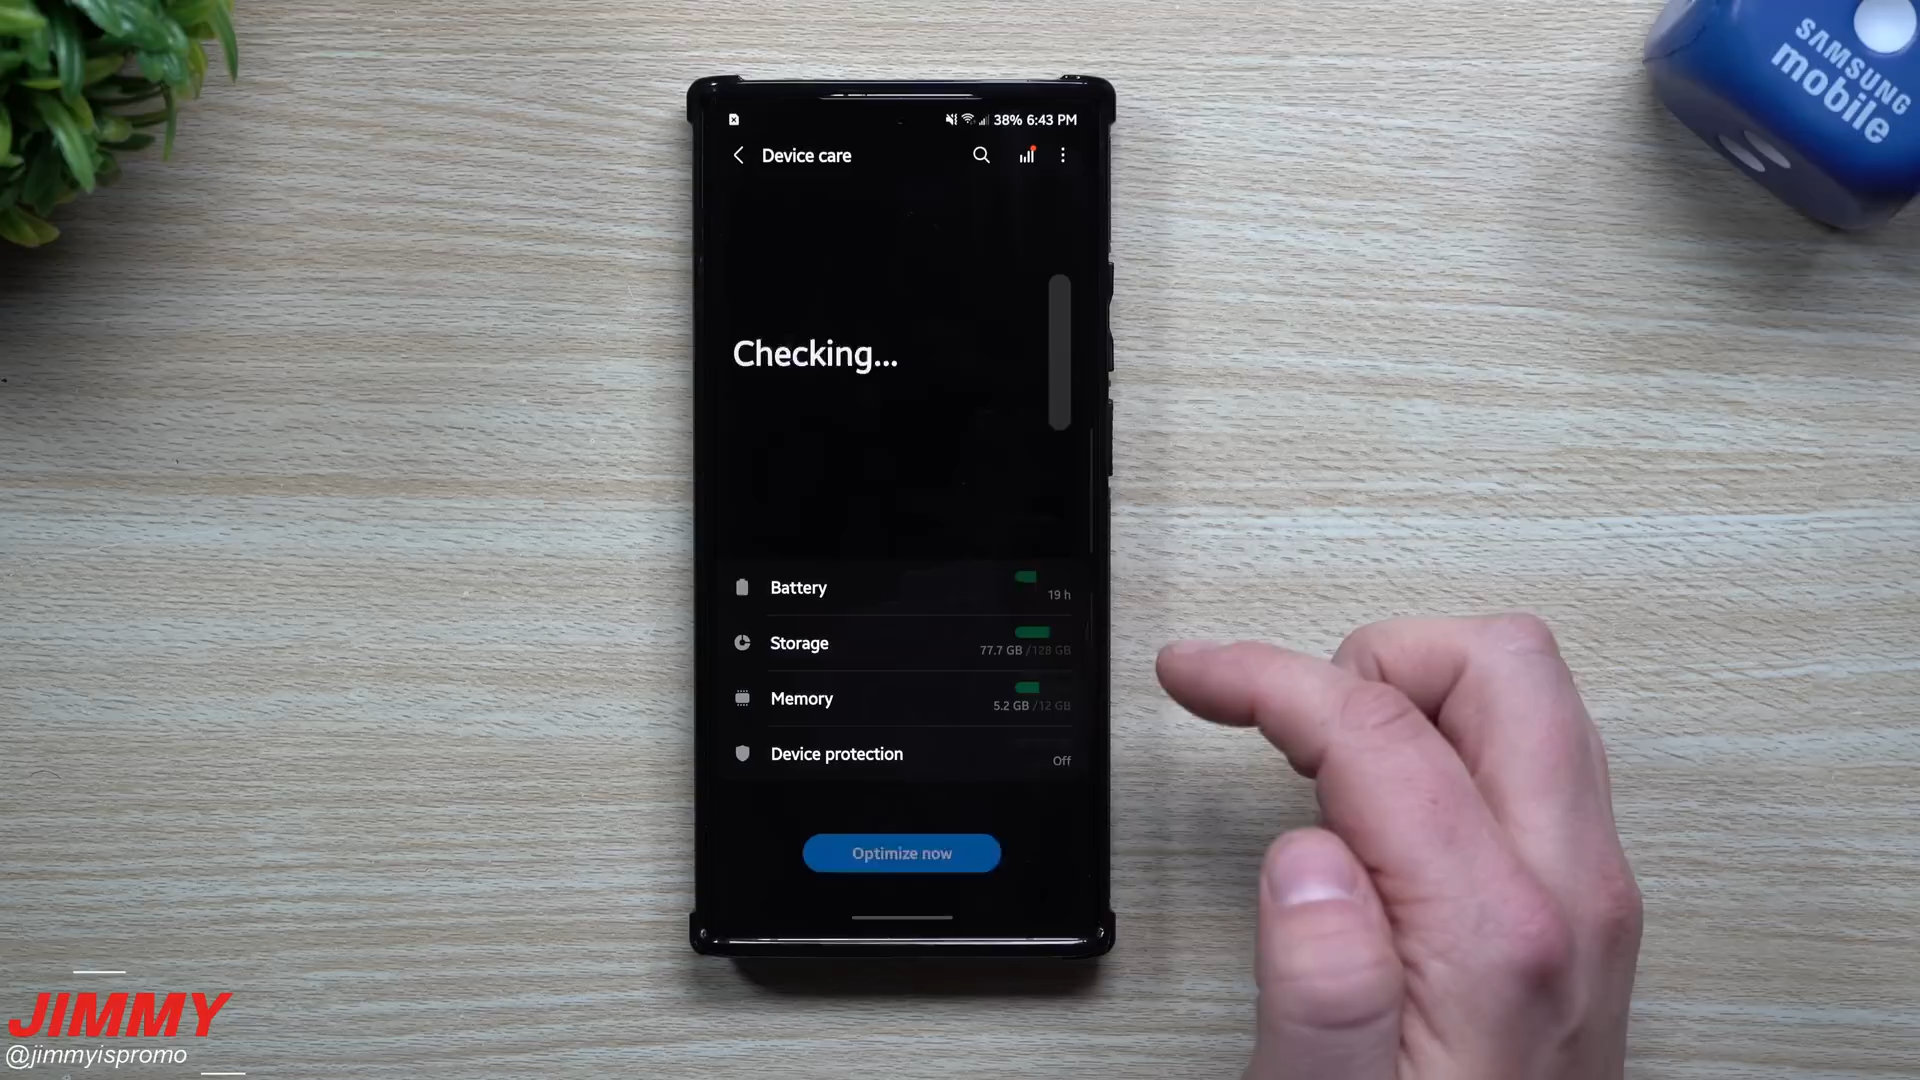 SAMSUNG
mobile
38% 6:43 PM
Device care
Checking...
Battery
19 h
Storage
77.7 GB /128 GB
Memory
5.2 GB /12 GB
Device protection
Off
Optimize now
JIMMY
@jimmyispromo